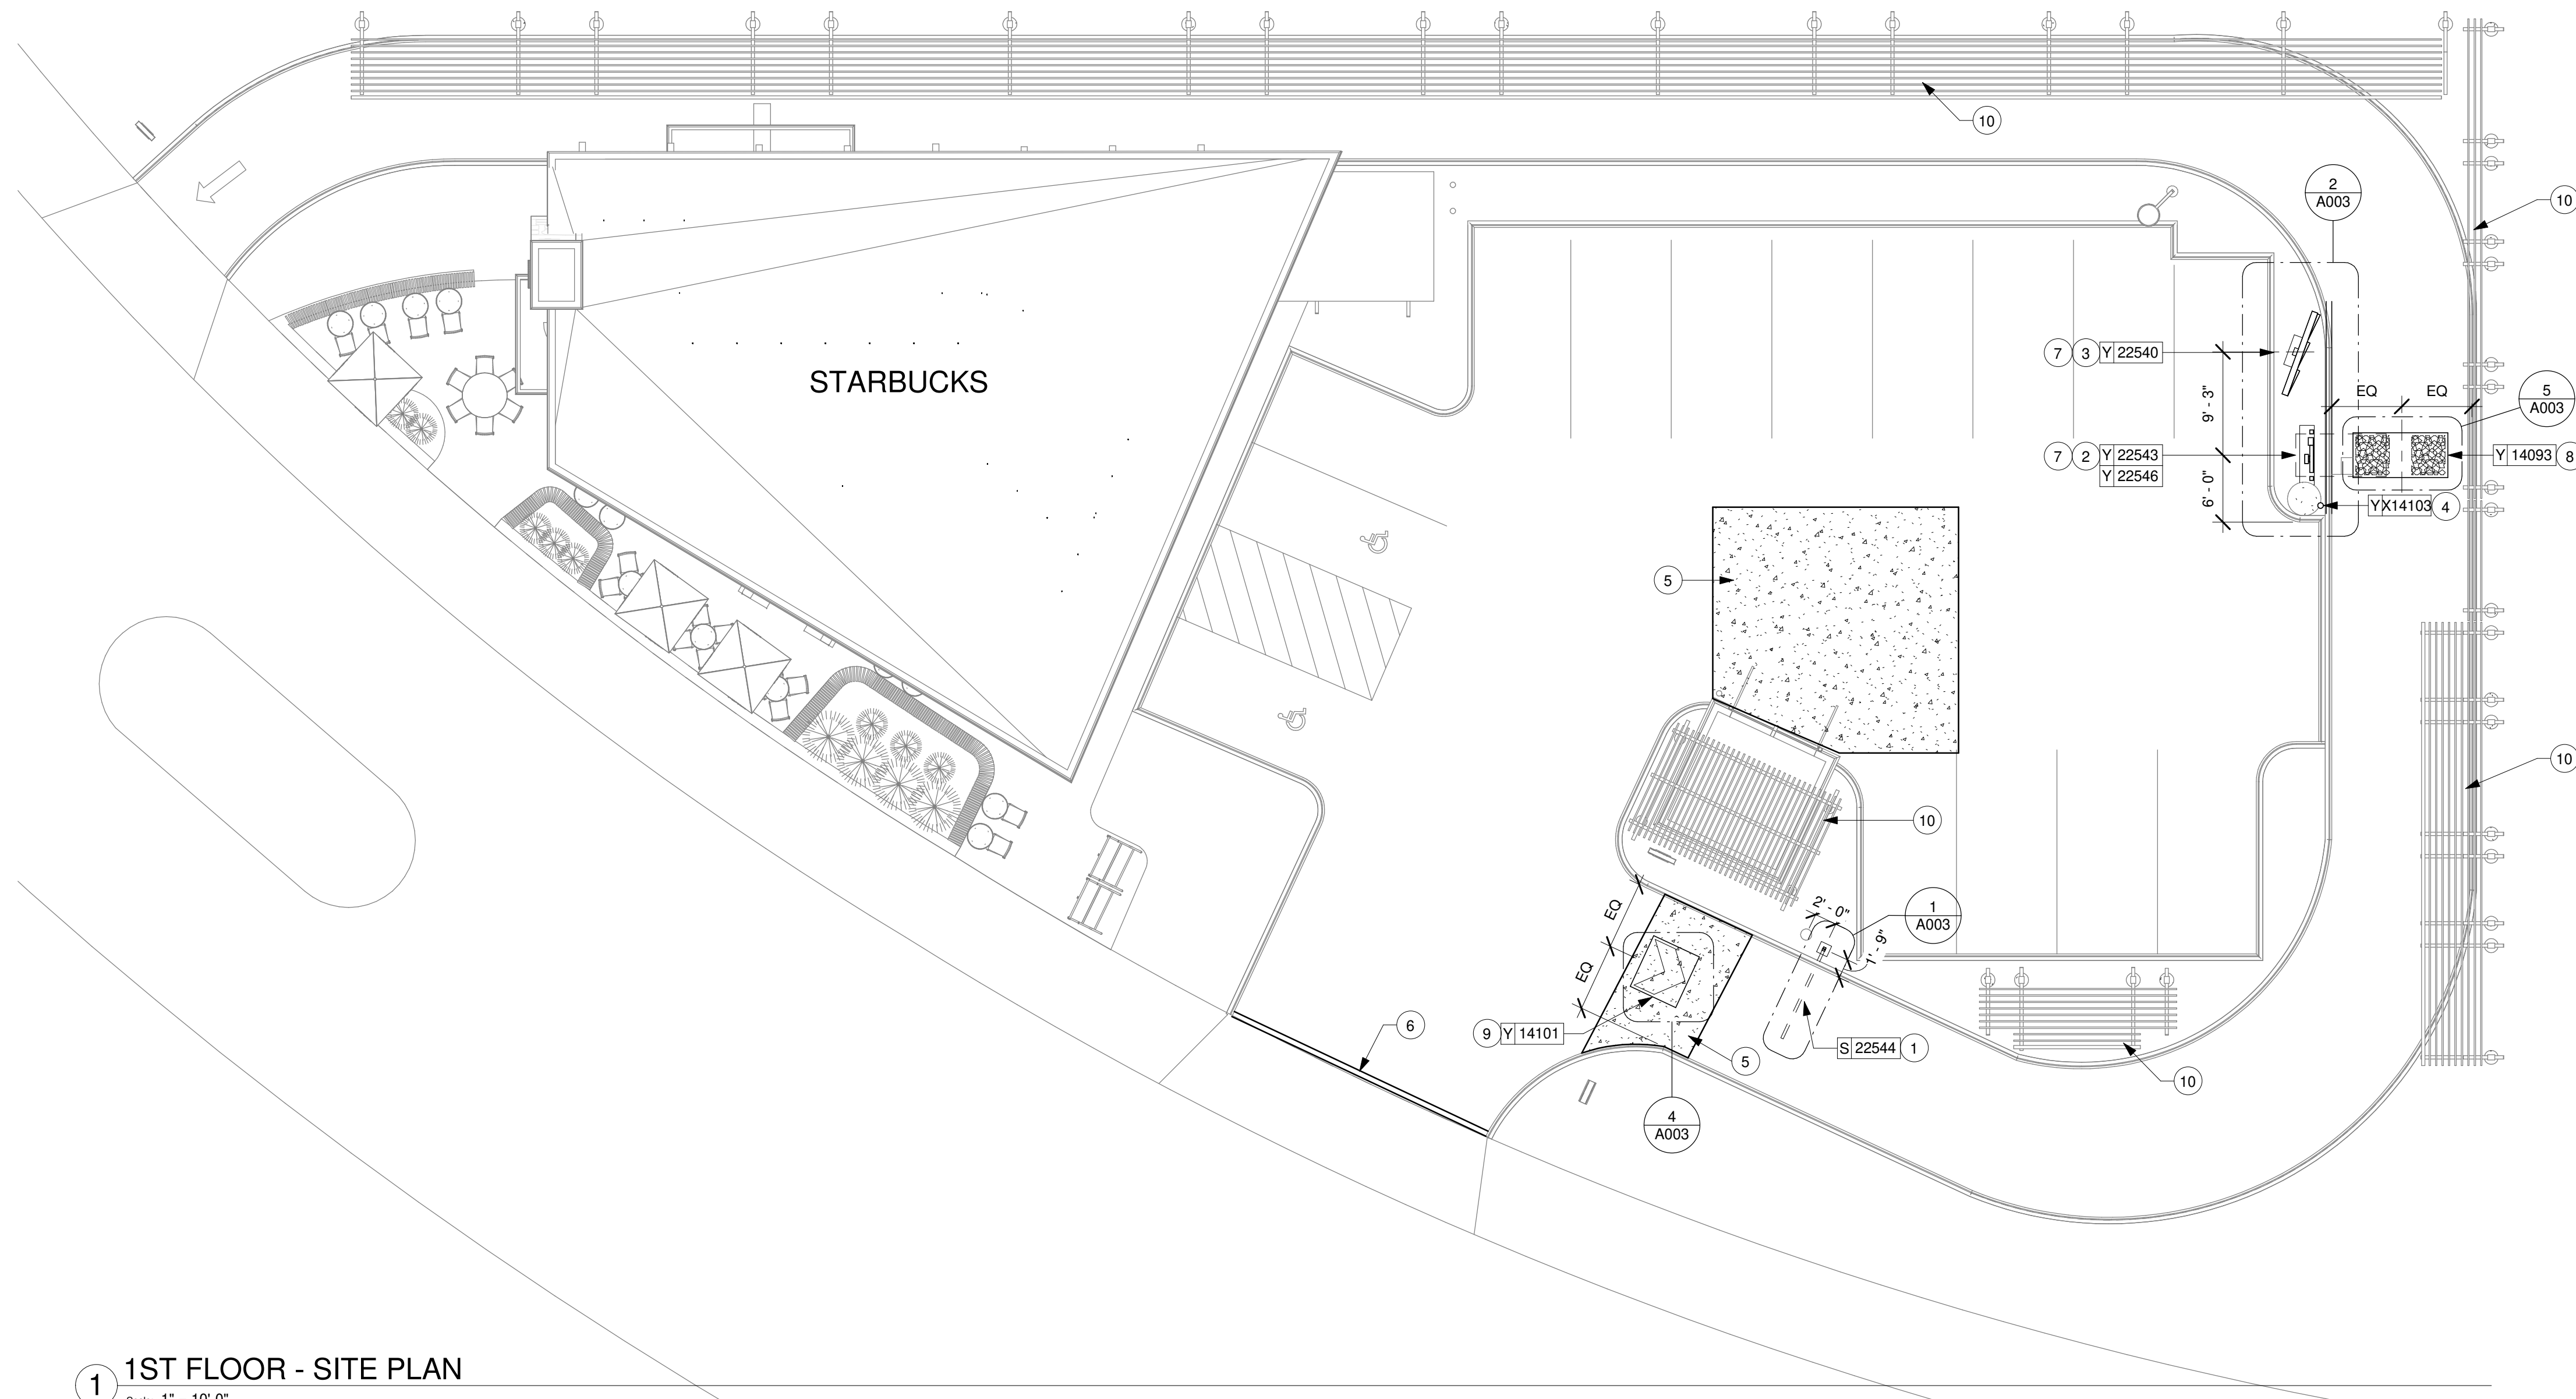 10
2
A003
10
STARBUCKS
7 3 Y 22540
9' - 3"
EQ EQ
5
A003
7 2 Y 22543
Y 22546
Y 14093 8
6' - 0"
YX14103 4
5
10
10
2' - 0"
1
A003
EQ
1' - 9"
EQ
6
9 Y 14101
S 22544 1
5
10
4
A003
1
1ST FLOOR - SITE PLAN